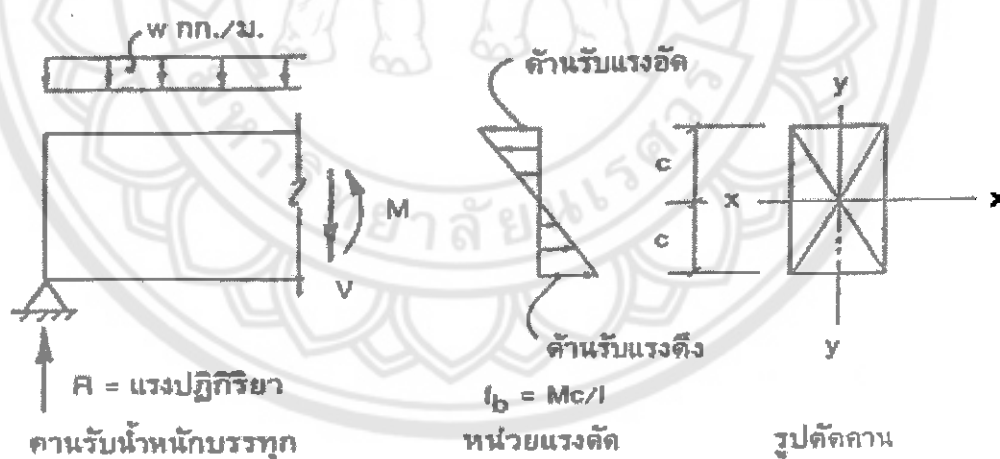 w กก./ม.
ด้านรับแรงอัด
y
c
x
x
c
M
V
ด้านรับแรงดึง
y
R = แรงปฏิกิริยา
f_b = Mc/I
คานรับน้ำหนักบรรทุก
หน่วยแรงดัด
รูปตัดคาน